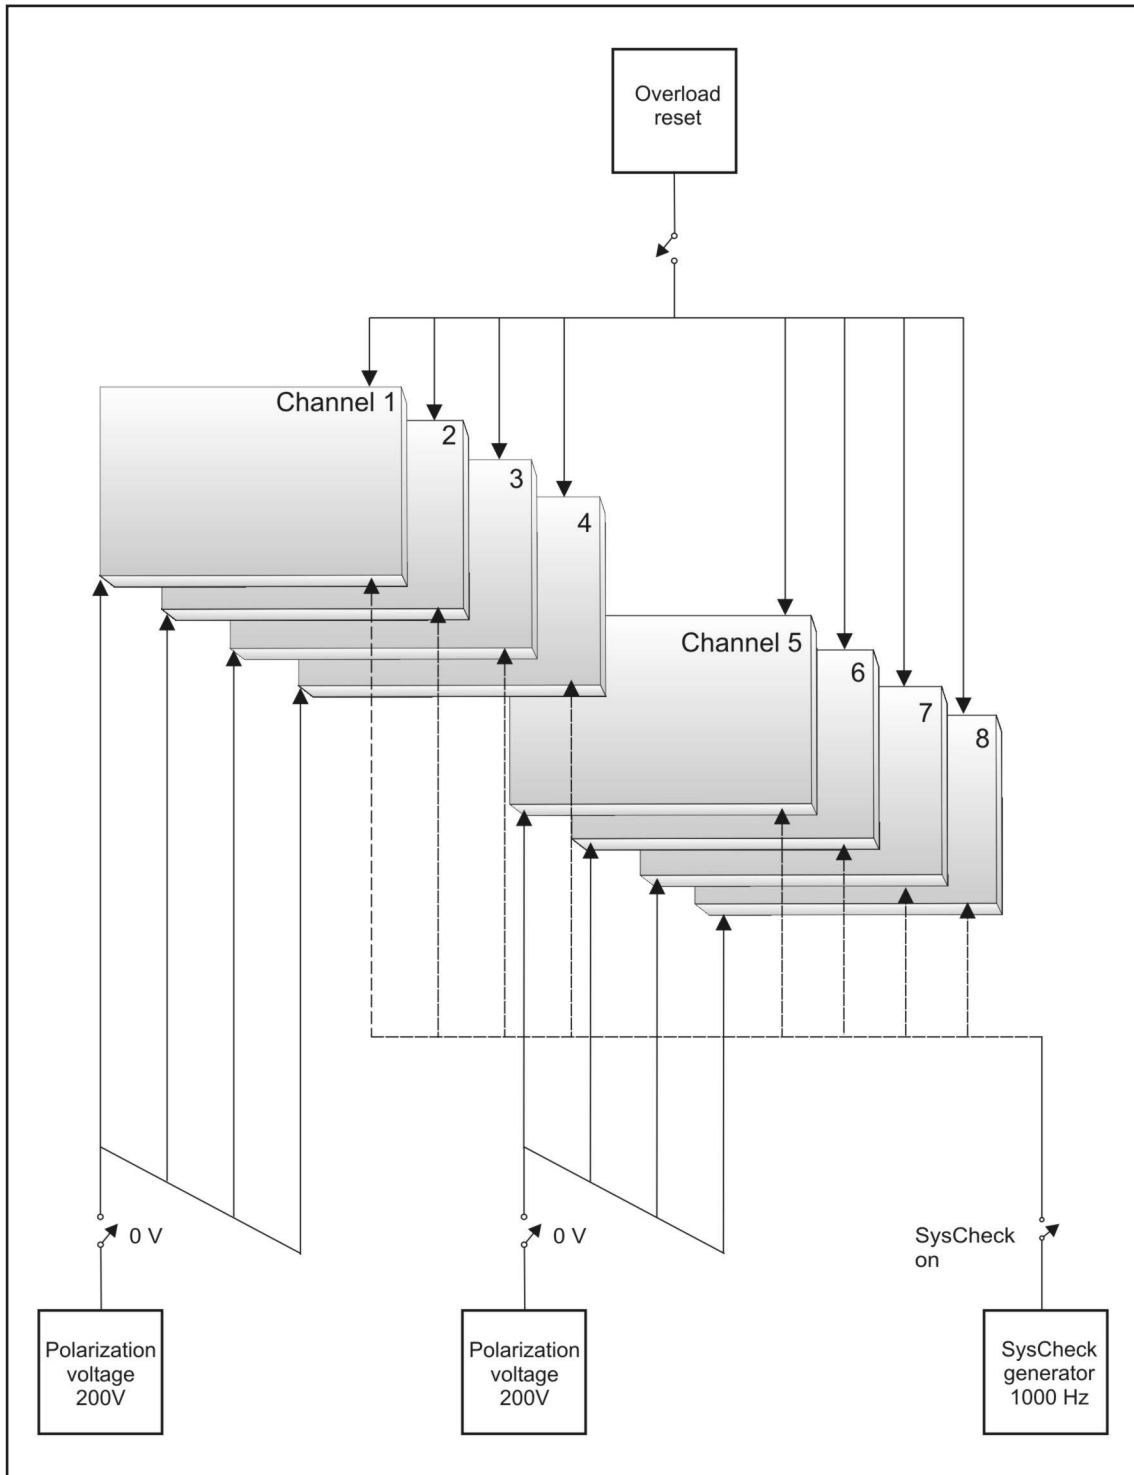 Overload
reset
Channel 1
2
3
4
Channel 5
6
7
8
0 V
0 V
SysCheck
on
Polarization
voltage
200V
Polarization
voltage
200V
SysCheck
generator
1000 Hz